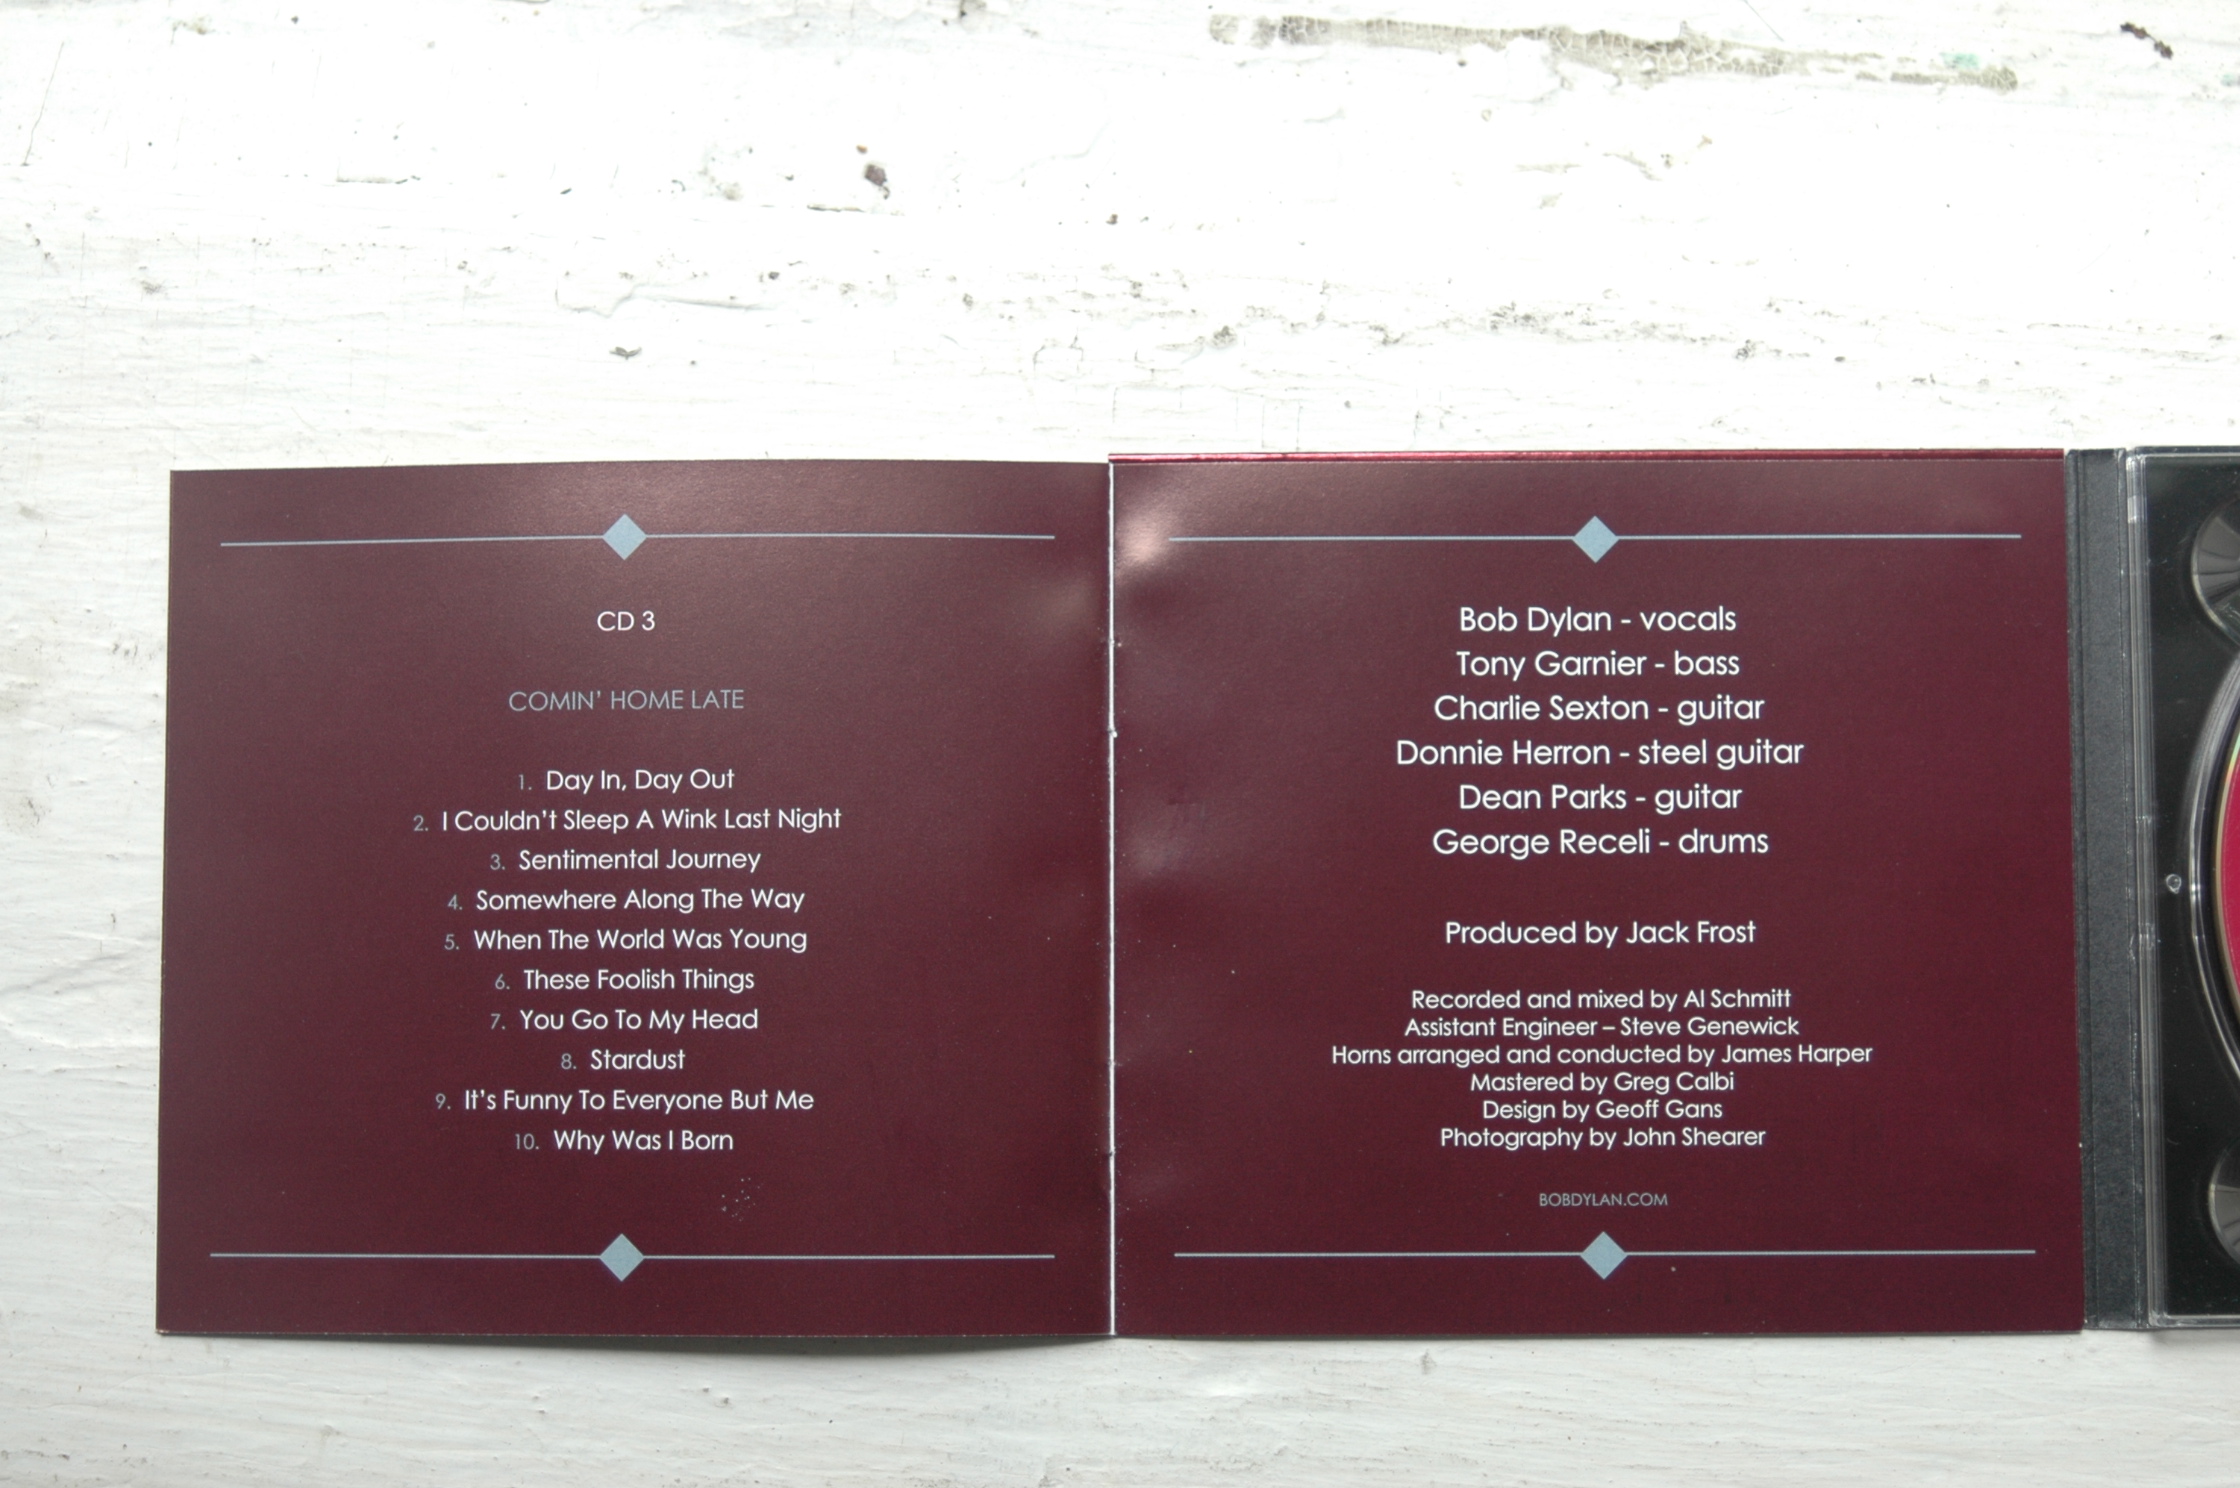 CD 3
COMIN' HOME LATE
1. Day In, Day Out
2. I Couldn't Sleep A Wink Last Night
3. Sentimental Journey
4. Somewhere Along The Way
5. When The World Was Young
6. These Foolish Things
7. You Go To My Head
8. Stardust
9. It's Funny To Everyone But Me
10. Why Was I Born
Bob Dylan - vocals
Tony Garnier - bass
Charlie Sexton - guitar
Donnie Herron - steel guitar
Dean Parks - guitar
George Receli - drums
Produced by Jack Frost
Recorded and mixed by Al Schmitt
Assistant Engineer – Steve Genewick
Horns arranged and conducted by James Harper
Mastered by Greg Calbi
Design by Geoff Gans
Photography by John Shearer
BOBDYLAN.COM